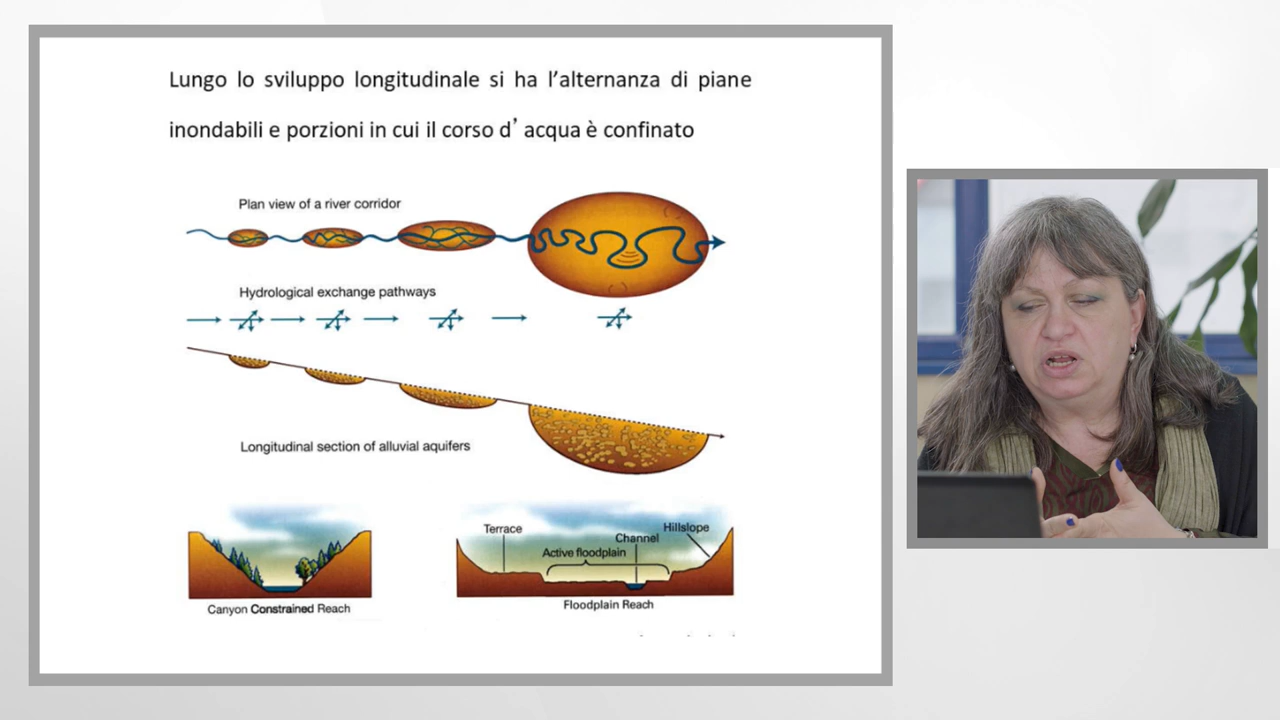 Lungo lo sviluppo longitudinale si ha l’alternanza di piane
inondabili e porzioni in cui il corso d’ acqua è confinato
Plan view of a river corridor
Hydrological exchange pathways
Longitudinal section of alluvial aquifers
Terrace
Hillslope
Channel
Active floodplain
Canyon Constrained Reach
Floodplain Reach